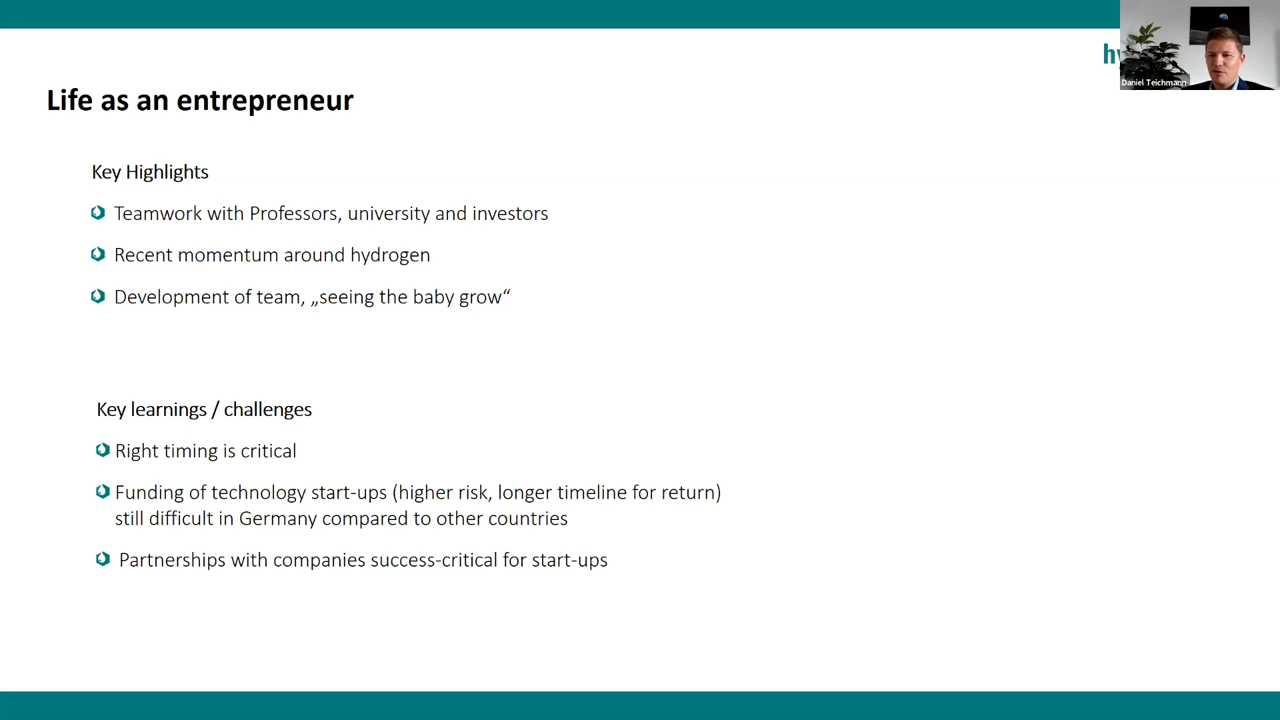 hy
Daniel Teichmann
Life as an entrepreneur
Key Highlights
Teamwork with Professors, university and investors
Recent momentum around hydrogen
Development of team, „seeing the baby grow“
Key learnings / challenges
Right timing is critical
Funding of technology start-ups (higher risk, longer timeline for return)
still difficult in Germany compared to other countries
Partnerships with companies success-critical for start-ups